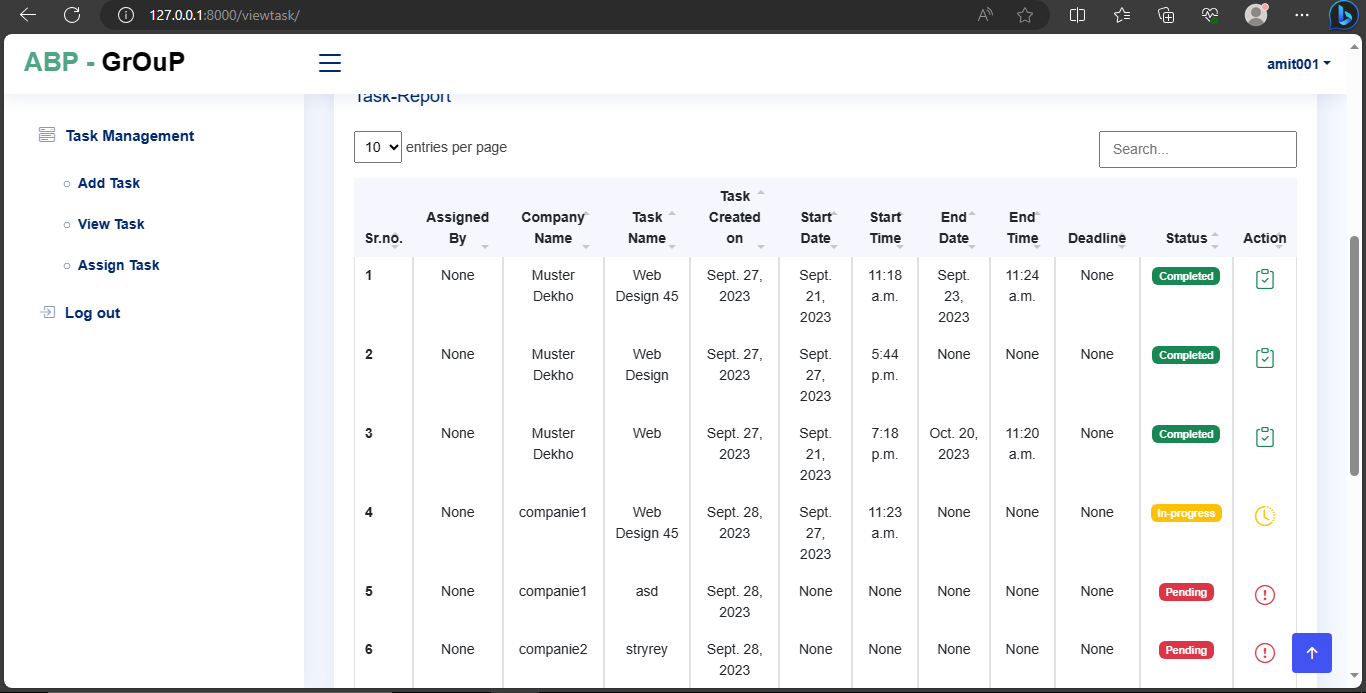 127.0.0.1:8000/viewtask/
ABP - GrOuP
amit001
Task Management
Add Task
View Task
Assign Task
Log out
Task-Report
10 entries per page
Search...
Sr.no. Assigned By Company Name Task Name Task Created on Start Date Start Time End Date End Time Deadline Status Action
1 None Muster Dekho Web Design 45 Sept. 27, 2023 Sept. 21, 2023 11:18 a.m. Sept. 23, 2023 11:24 a.m. None Completed
2 None Muster Dekho Web Design Sept. 27, 2023 Sept. 27, 2023 5:44 p.m. None None None Completed
3 None Muster Dekho Web Sept. 27, 2023 Sept. 21, 2023 7:18 p.m. Oct. 20, 2023 11:20 a.m. None Completed
4 None companie1 Web Design 45 Sept. 28, 2023 Sept. 27, 2023 11:23 a.m. None None None In-progress
5 None companie1 asd Sept. 28, 2023 None None None None None Pending
6 None companie2 stryrey Sept. 28, 2023 None None None None None Pending